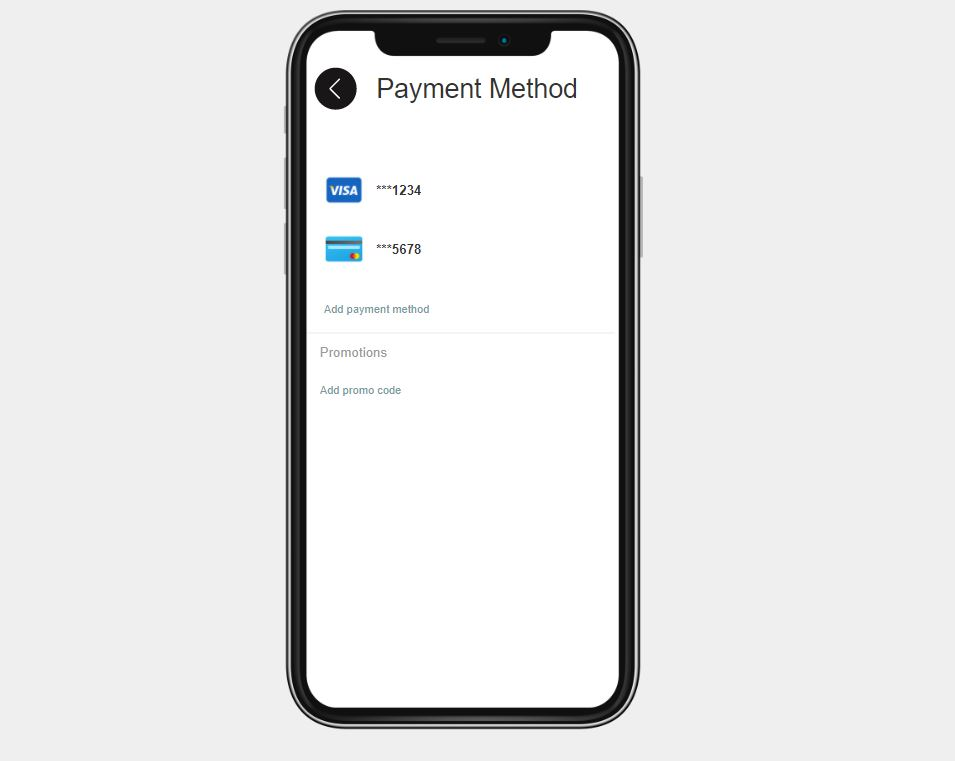 Payment Method
VISA
***1234
***5678
Add payment method
Promotions
Add promo code